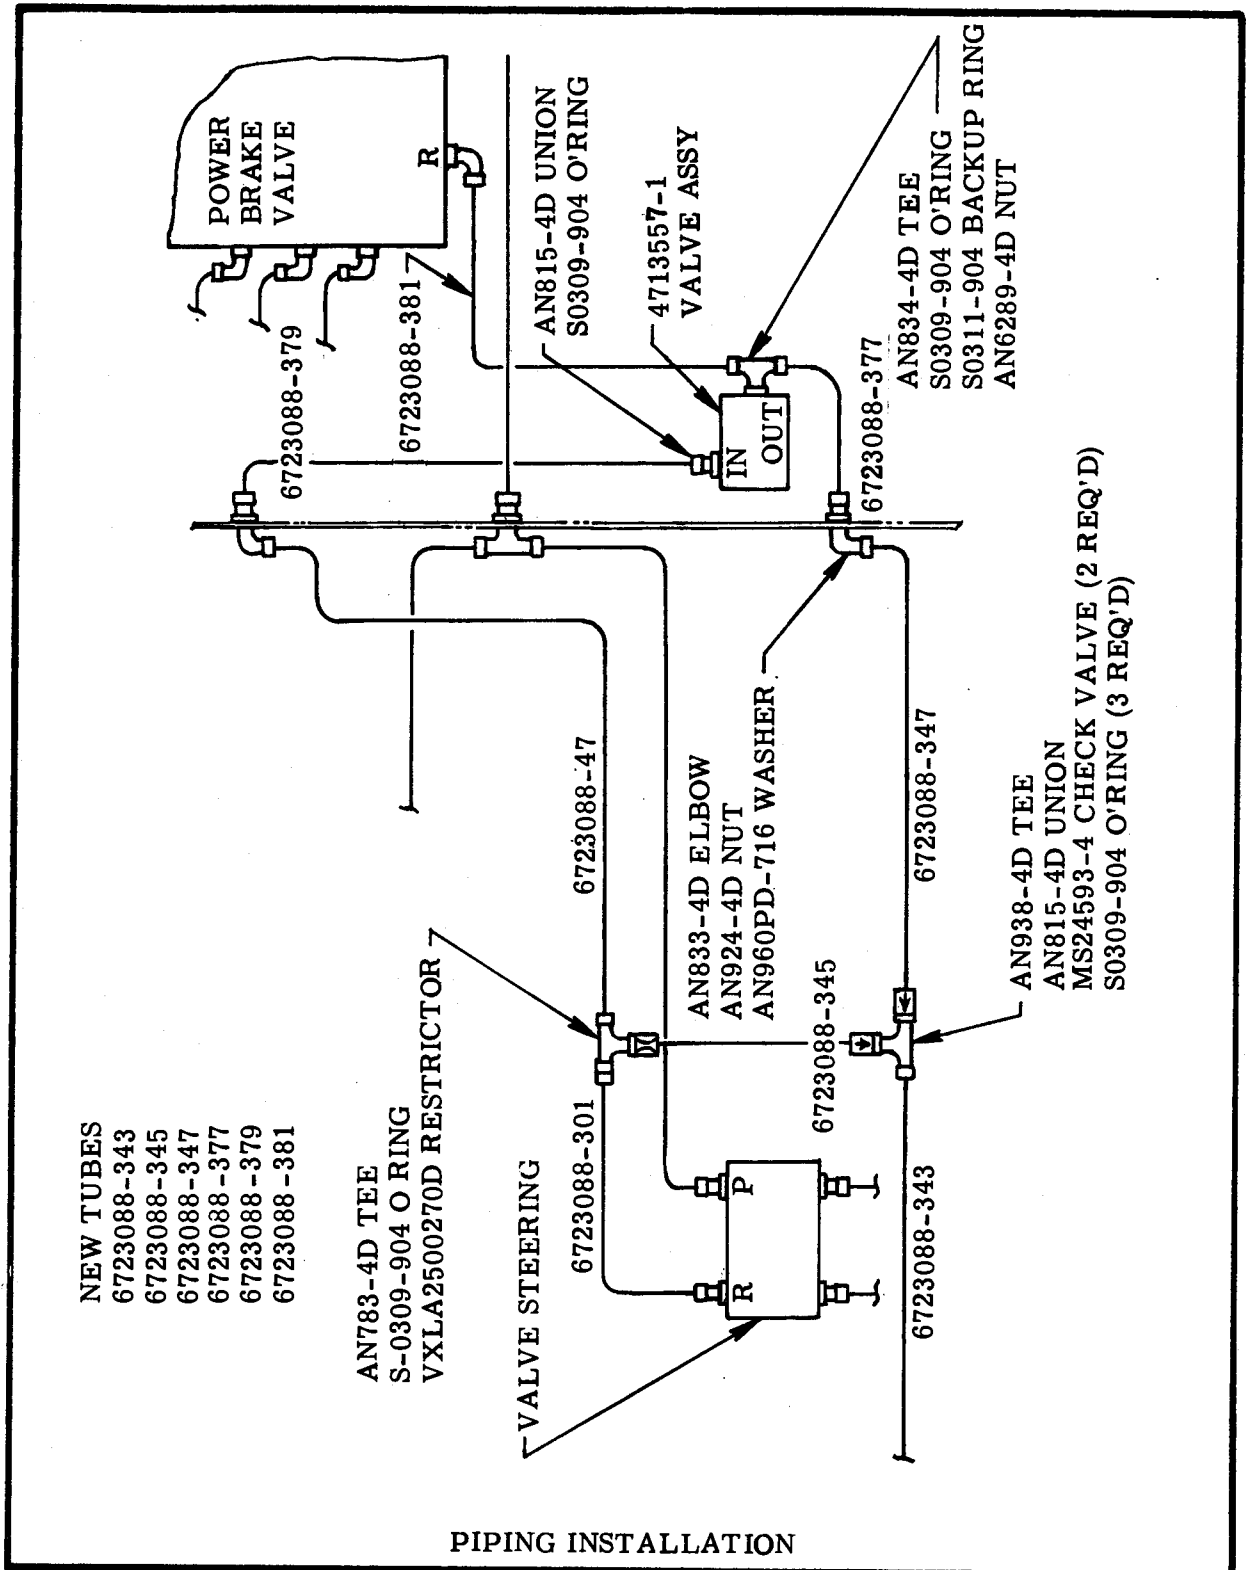 NEW TUBES
6723088-343
6723088-345
6723088-347
6723088-377
6723088-379
6723088-381
AN783-4D TEE
S-0309-904 O RING
VXLA2500270D RESTRICTOR
VALVE STEERING
6723088-301
R
P
6723088-47
POWER
BRAKE
VALVE
R
6723088-379
6723088-381
AN815-4D UNION
S0309-904 O'RING
4713557-1
VALVE ASSY
IN
OUT
AN833-4D ELBOW
AN924-4D NUT
AN960PD-716 WASHER
6723088-345
6723088-377
AN834-4D TEE
S0309-904 O'RING
S0311-904 BACKUP RING
AN6289-4D NUT
6723088-343
6723088-347
AN938-4D TEE
AN815-4D UNION
MS24593-4 CHECK VALVE (2 REQ'D)
S0309-904 O'RING (3 REQ'D)
PIPING INSTALLATION